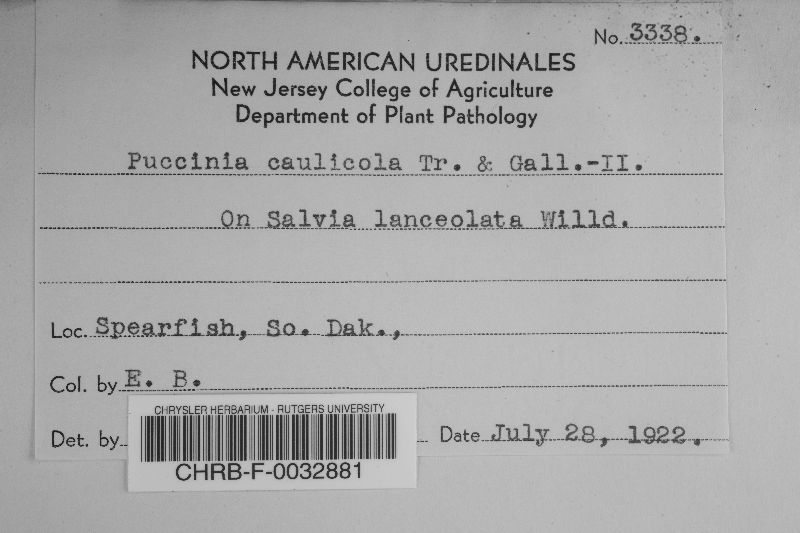 No. 3338.
NORTH AMERICAN UREDINALES
New Jersey College of Agriculture
Department of Plant Pathology
Puccinia caulicola Tr. & Gall.-II.
On Salvia lanceolata Willd.
Loc. Spearfish, So. Dak.,
Col. by E. B.
Det. by
Date July 28, 1922.
CHRYSLER HERBARIUM - RUTGERS UNIVERSITY
CHRB-F-0032881